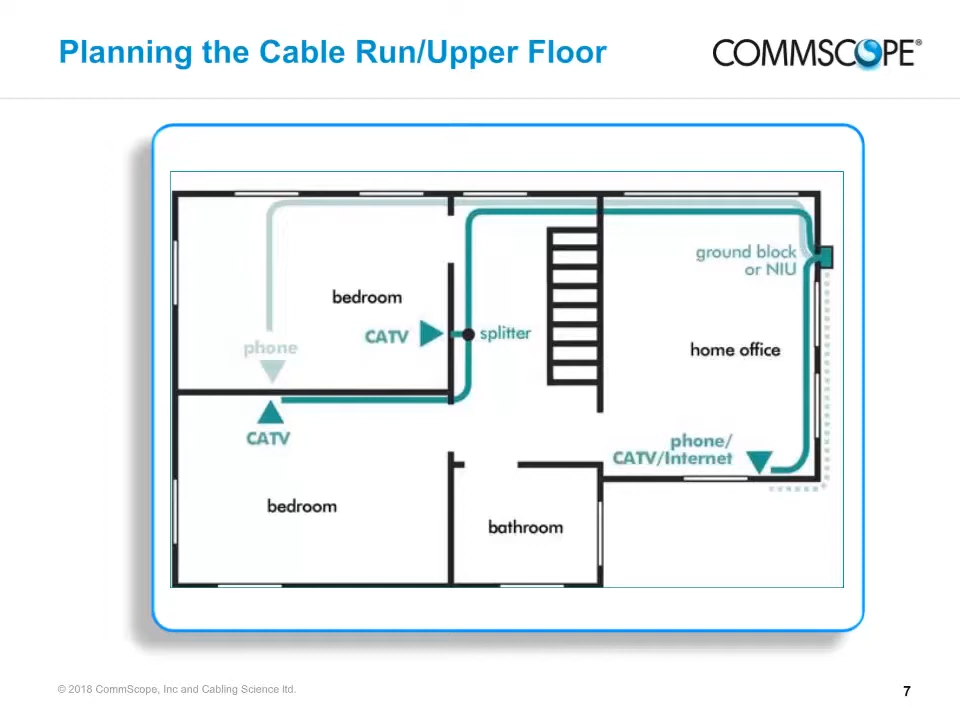 Planning the Cable Run/Upper Floor
COMMSCOPE®
ground block
or NIU
bedroom
CATV
splitter
phone
home office
CATV
phone/
CATV/Internet
bedroom
bathroom
© 2018 CommScope, Inc and Cabling Science ltd.
7